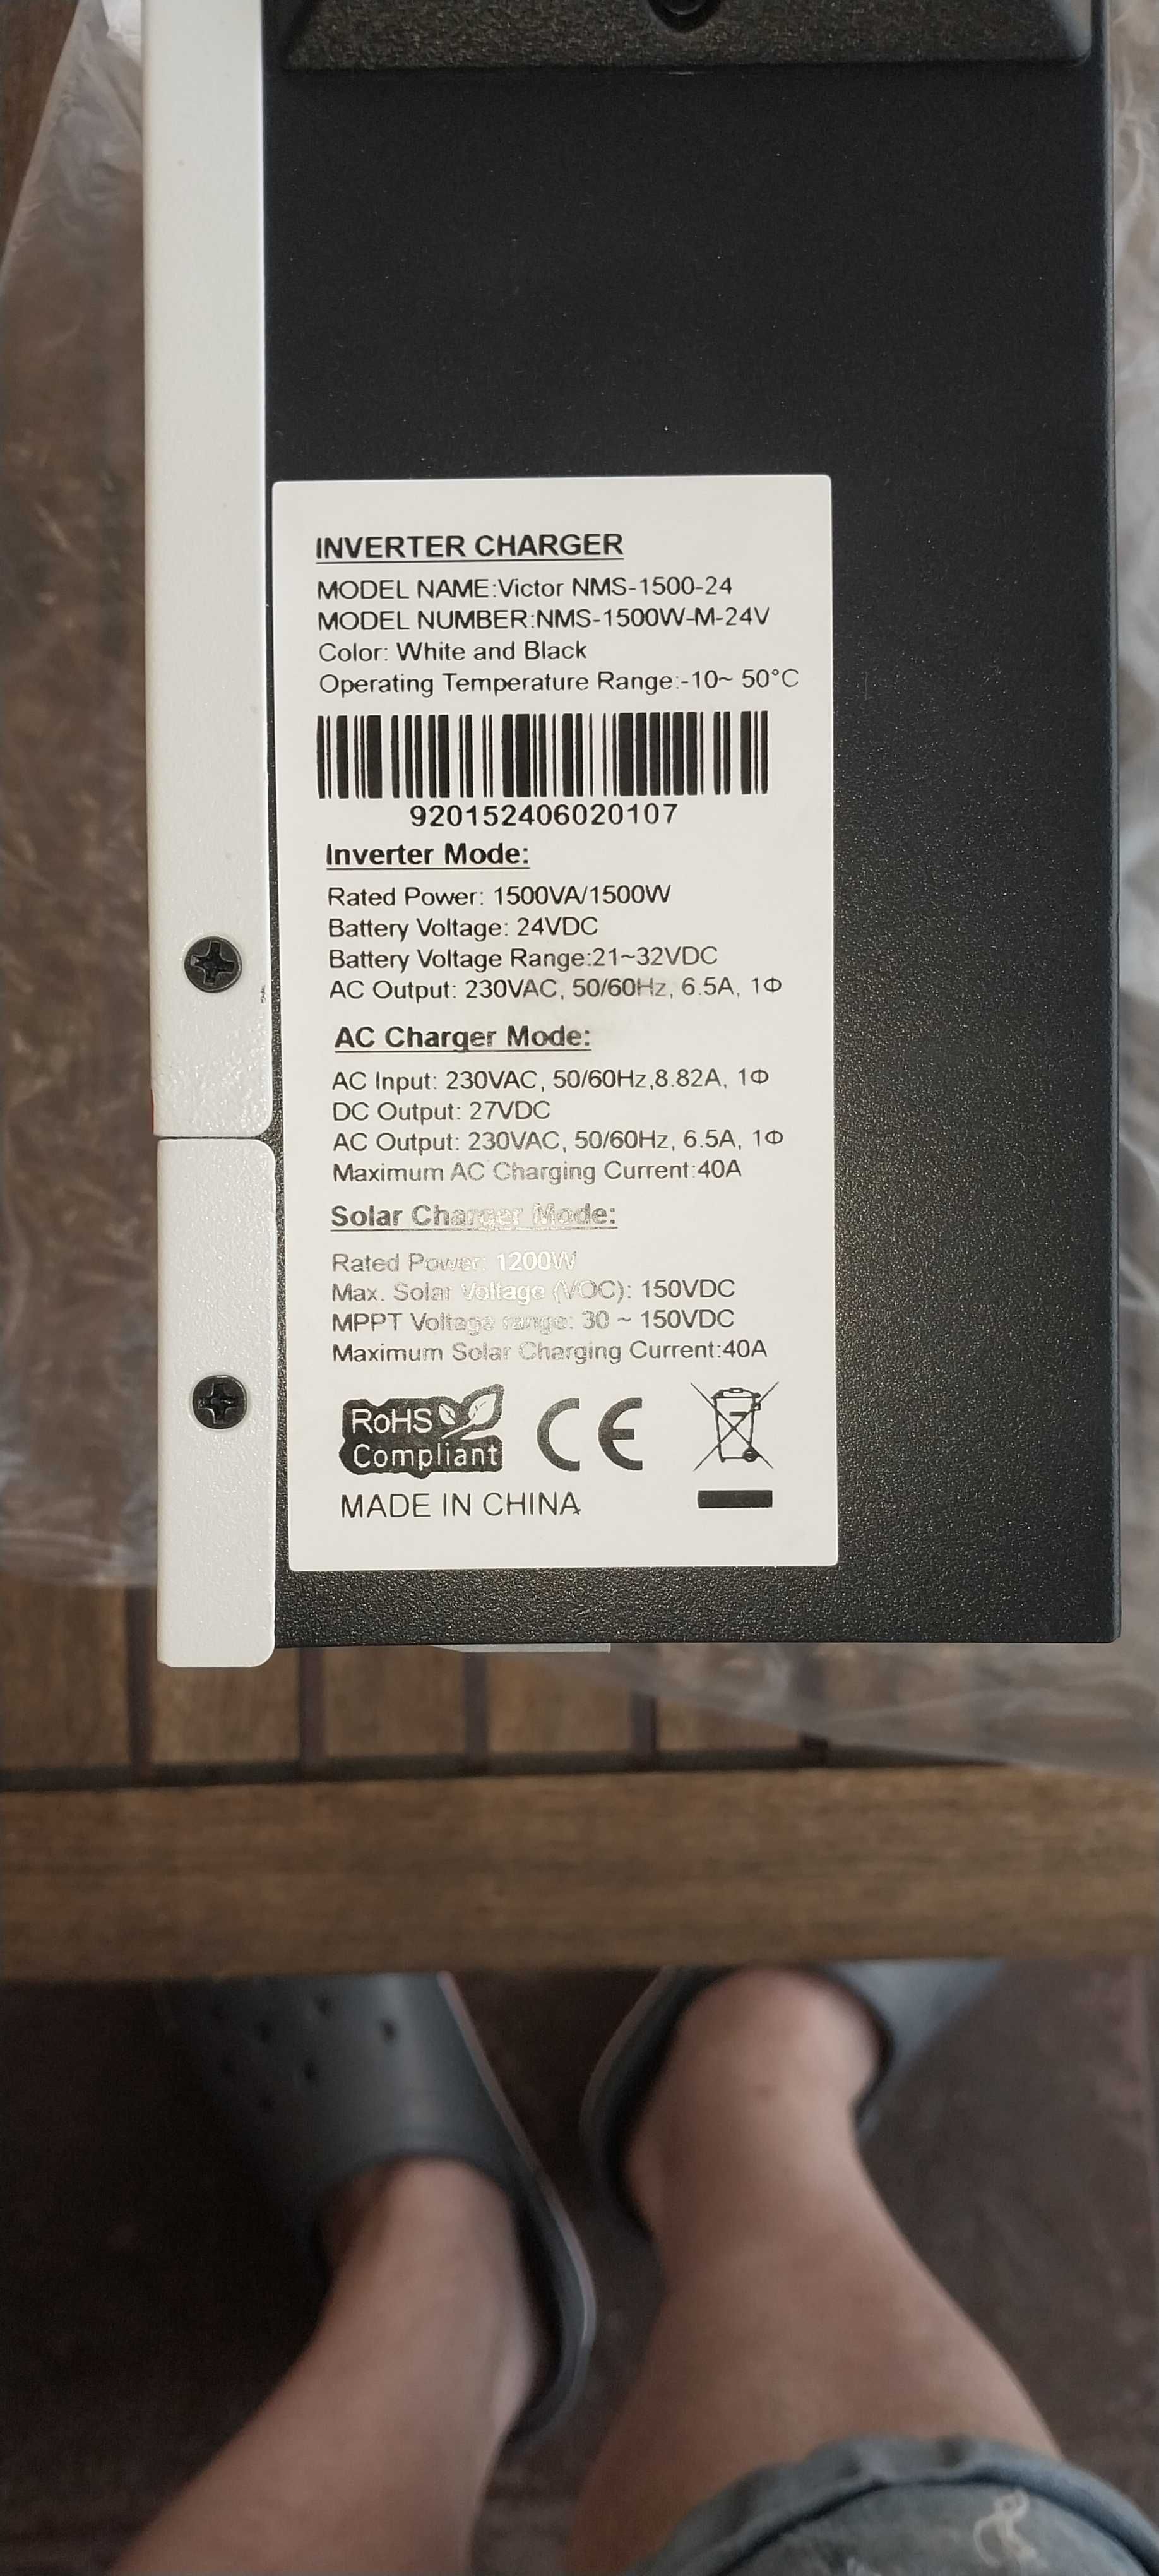 INVERTER CHARGER
MODEL NAME:Victor NMS-1500-24
MODEL NUMBER:NMS-1500W-M-24V
Color: White and Black
Operating Temperature Range:-10~ 50°C
920152406020107
Inverter Mode:
Rated Power: 1500VA/1500W
Battery Voltage: 24VDC
Battery Voltage Range:21~32VDC
AC Output: 230VAC, 50/60Hz, 6.5A, 1Φ
AC Charger Mode:
AC Input: 230VAC, 50/60Hz,8.82A, 1Φ
DC Output: 27VDC
AC Output: 230VAC, 50/60Hz, 6.5A, 1Φ
Maximum AC Charging Current:40A
Solar Charger Mode:
Rated Power: 1200W
Max. Solar Voltage (VOC): 150VDC
MPPT Voltage range: 30 ~ 150VDC
Maximum Solar Charging Current:40A
RoHS
Compliant
CE
MADE IN CHINA